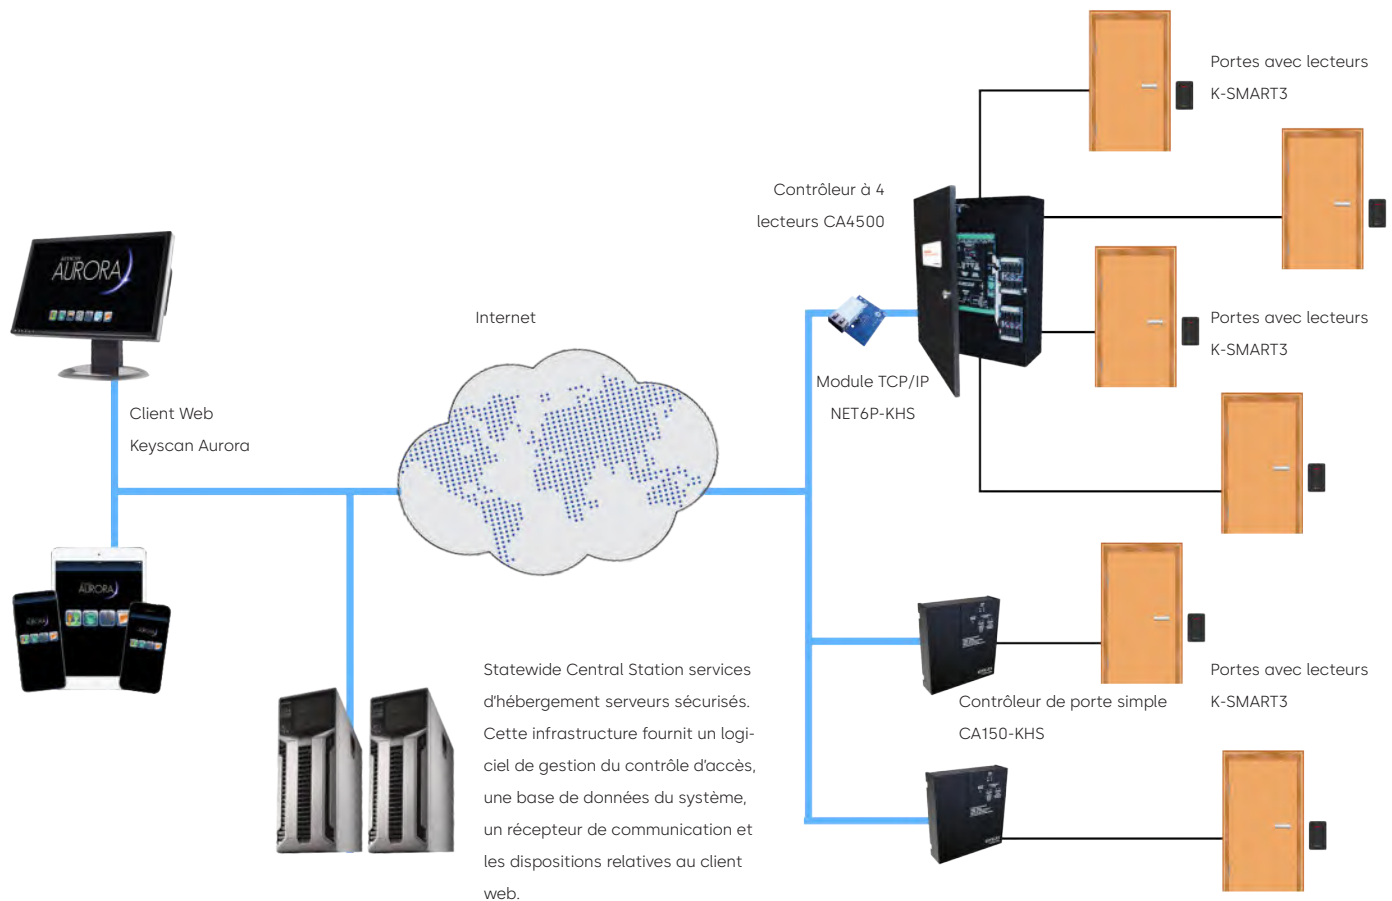 Portes avec lecteurs
K-SMART3
Contrôleur à 4
lecteurs CA4500
AURORA
Internet
Portes avec lecteurs
K-SMART3
Module TCP/IP
NET6P-KHS
Client Web
Keyscan Aurora
AURORA
Statewide Central Station services
d'hébergement serveurs sécurisés.
Cette infrastructure fournit un logi-
ciel de gestion du contrôle d'accès,
une base de données du système,
un récepteur de communication et
les dispositions relatives au client
web.
Portes avec lecteurs
K-SMART3
Contrôleur de porte simple
CA150-KHS